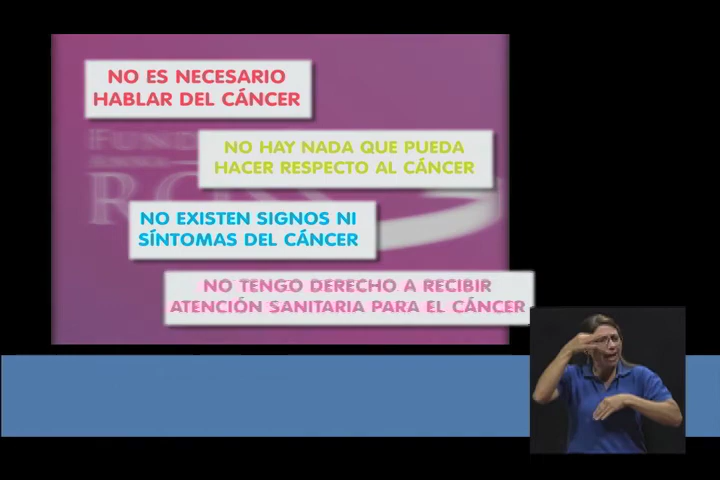 NO ES NECESARIO
HABLAR DEL CÁNCER
FUND
NO HAY NADA QUE PUEDA
HACER RESPECTO AL CÁNCER
NO EXISTEN SIGNOS NI
SÍNTOMAS DEL CÁNCER
NO TENGO DERECHO A RECIBIR
ATENCIÓN SANITARIA PARA EL CÁNCER